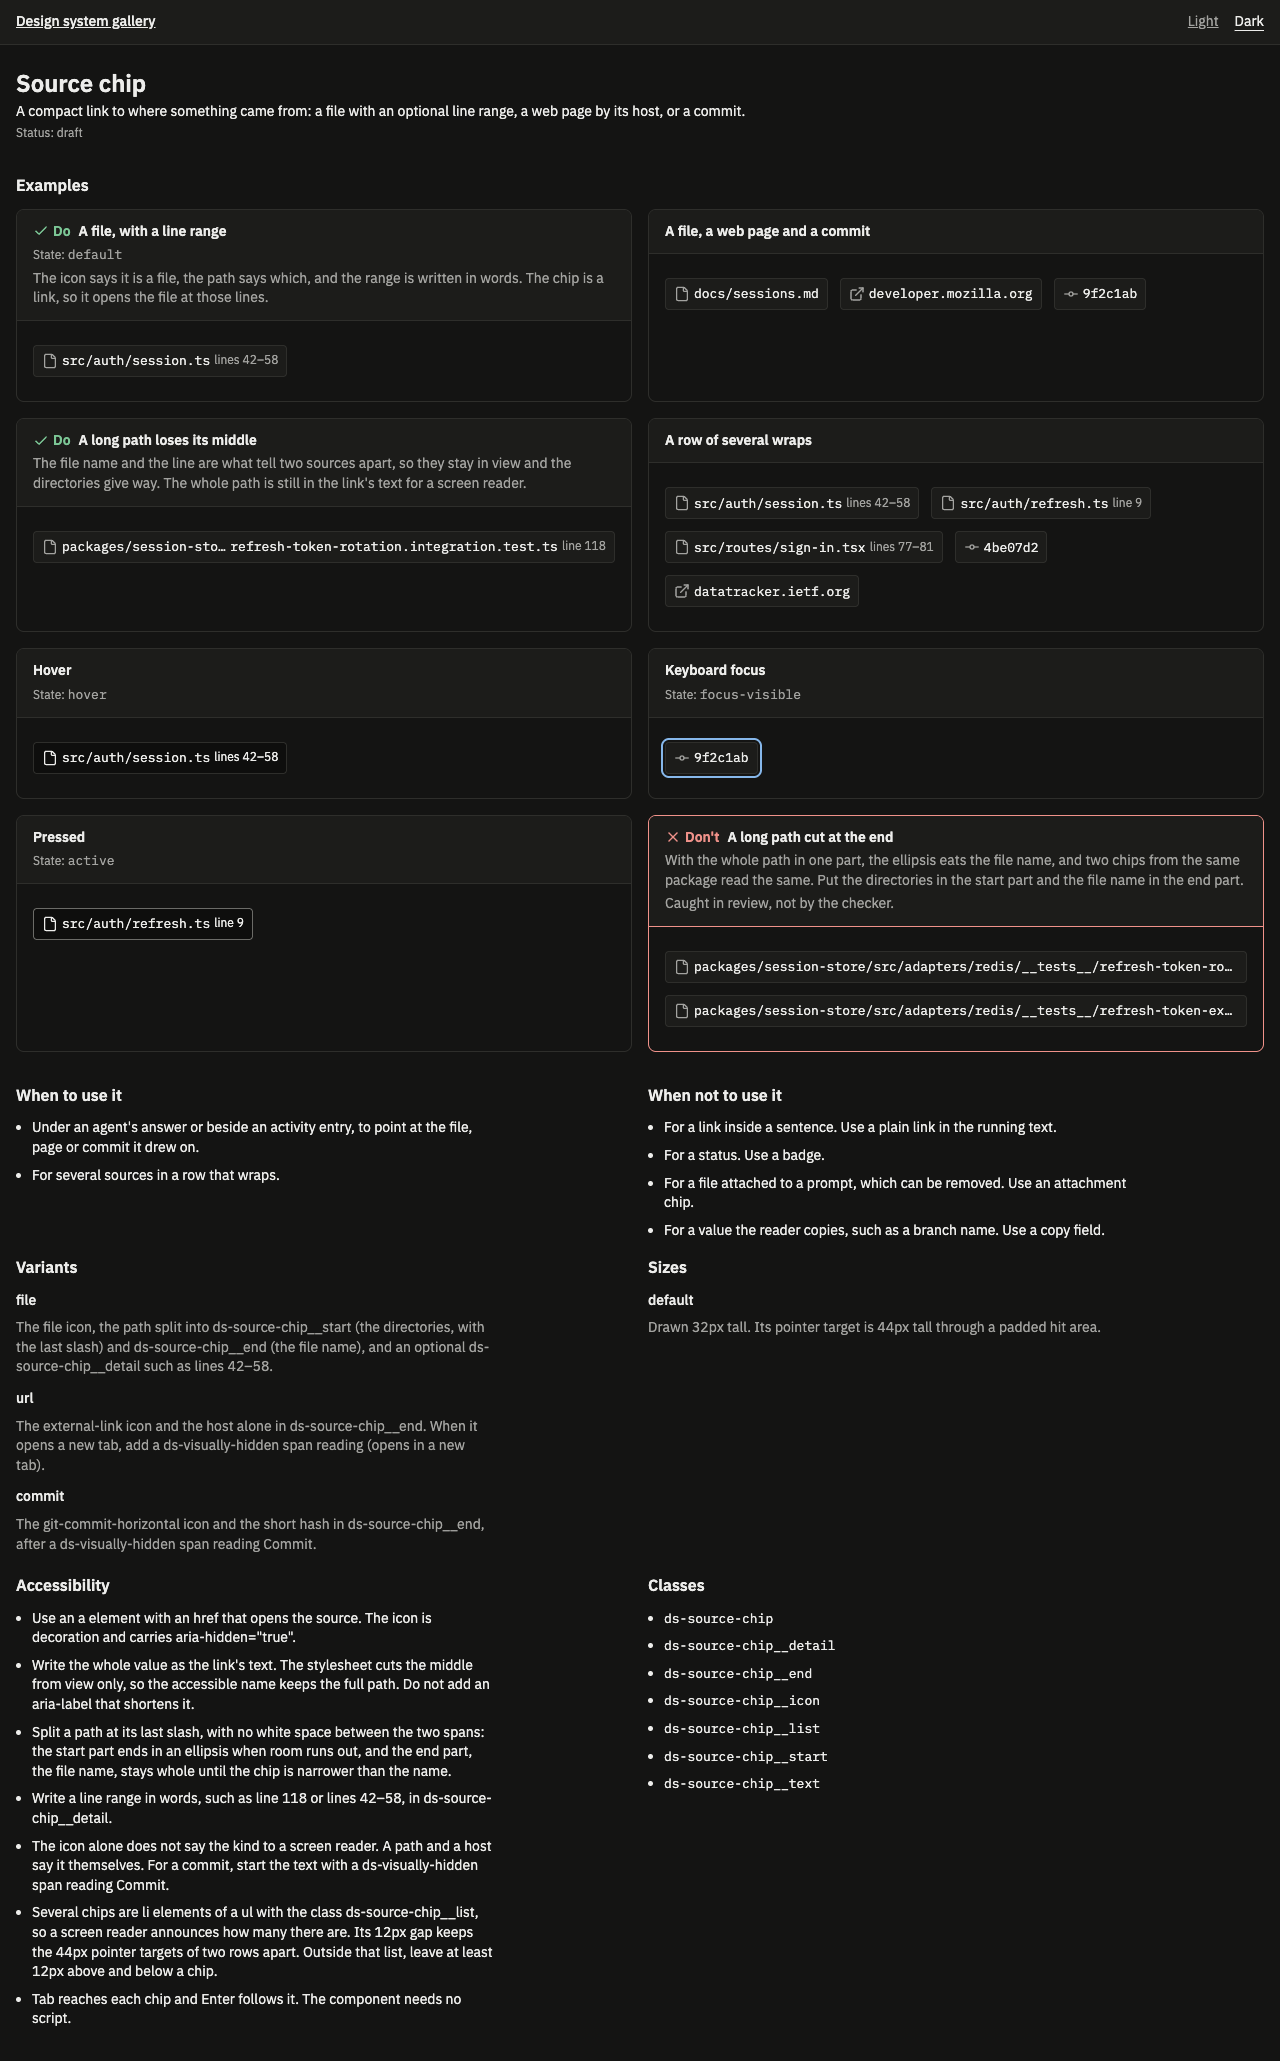 Design system gallery
Light
Dark
Source chip
A compact link to where something came from: a file with an optional line range, a web page by its host, or a commit.
Status: draft
Examples
Do A file, with a line range
State: default
The icon says it is a file, the path says which, and the range is written in words. The chip is a
link, so it opens the file at those lines.
src/auth/session.ts lines 42–58
A file, a web page and a commit
docs/sessions.md
developer.mozilla.org
9f2c1ab
Do A long path loses its middle
The file name and the line are what tell two sources apart, so they stay in view and the
directories give way. The whole path is still in the link's text for a screen reader.
packages/session-sto… refresh-token-rotation.integration.test.ts line 118
A row of several wraps
src/auth/session.ts lines 42–58
src/auth/refresh.ts line 9
src/routes/sign-in.tsx lines 77–81
4be07d2
datatracker.ietf.org
Hover
State: hover
src/auth/session.ts lines 42–58
Keyboard focus
State: focus-visible
9f2c1ab
Pressed
State: active
src/auth/refresh.ts line 9
Don't A long path cut at the end
With the whole path in one part, the ellipsis eats the file name, and two chips from the same
package read the same. Put the directories in the start part and the file name in the end part.
Caught in review, not by the checker.
packages/session-store/src/adapters/redis/__tests__/refresh-token-ro…
packages/session-store/src/adapters/redis/__tests__/refresh-token-ex…
When to use it
Under an agent's answer or beside an activity entry, to point at the file,
page or commit it drew on.
For several sources in a row that wraps.
When not to use it
For a link inside a sentence. Use a plain link in the running text.
For a status. Use a badge.
For a file attached to a prompt, which can be removed. Use an attachment
chip.
For a value the reader copies, such as a branch name. Use a copy field.
Variants
file
The file icon, the path split into ds-source-chip__start (the directories, with
the last slash) and ds-source-chip__end (the file name), and an optional ds-
source-chip__detail such as lines 42–58.
url
The external-link icon and the host alone in ds-source-chip__end. When it
opens a new tab, add a ds-visually-hidden span reading (opens in a new
tab).
commit
The git-commit-horizontal icon and the short hash in ds-source-chip__end,
after a ds-visually-hidden span reading Commit.
Sizes
default
Drawn 32px tall. Its pointer target is 44px tall through a padded hit area.
Accessibility
Use an a element with an href that opens the source. The icon is
decoration and carries aria-hidden="true".
Write the whole value as the link's text. The stylesheet cuts the middle
from view only, so the accessible name keeps the full path. Do not add an
aria-label that shortens it.
Split a path at its last slash, with no white space between the two spans:
the start part ends in an ellipsis when room runs out, and the end part,
the file name, stays whole until the chip is narrower than the name.
Write a line range in words, such as line 118 or lines 42–58, in ds-source-
chip__detail.
The icon alone does not say the kind to a screen reader. A path and a host
say it themselves. For a commit, start the text with a ds-visually-hidden
span reading Commit.
Several chips are li elements of a ul with the class ds-source-chip__list,
so a screen reader announces how many there are. Its 12px gap keeps
the 44px pointer targets of two rows apart. Outside that list, leave at least
12px above and below a chip.
Tab reaches each chip and Enter follows it. The component needs no
script.
Classes
ds-source-chip
ds-source-chip__detail
ds-source-chip__end
ds-source-chip__icon
ds-source-chip__list
ds-source-chip__start
ds-source-chip__text